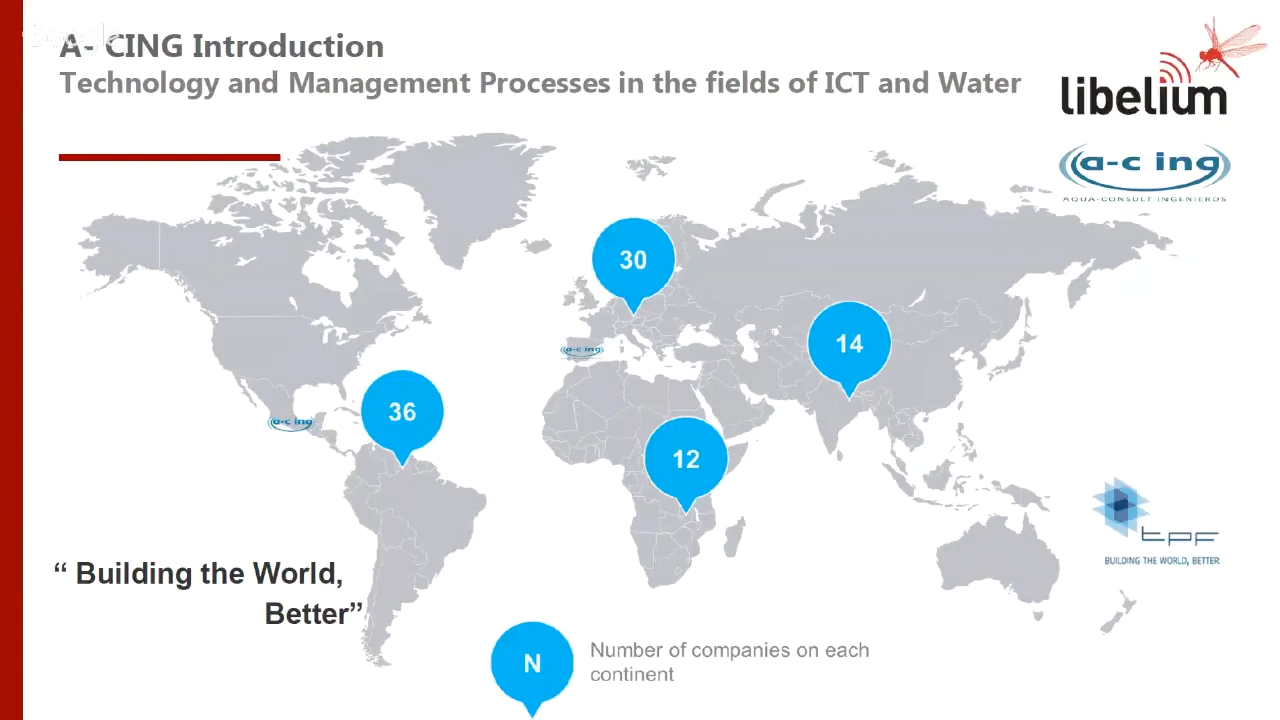 A- CING Introduction
Technology and Management Processes in the fields of ICT and Water
libelium
a-c ing
AQUA-CONSULT INGENIEROS
30
14
a-c ing
36
a-c ing
12
tpf
BUILDING THE WORLD, BETTER
“ Building the World,
Better”
N
Number of companies on each
continent